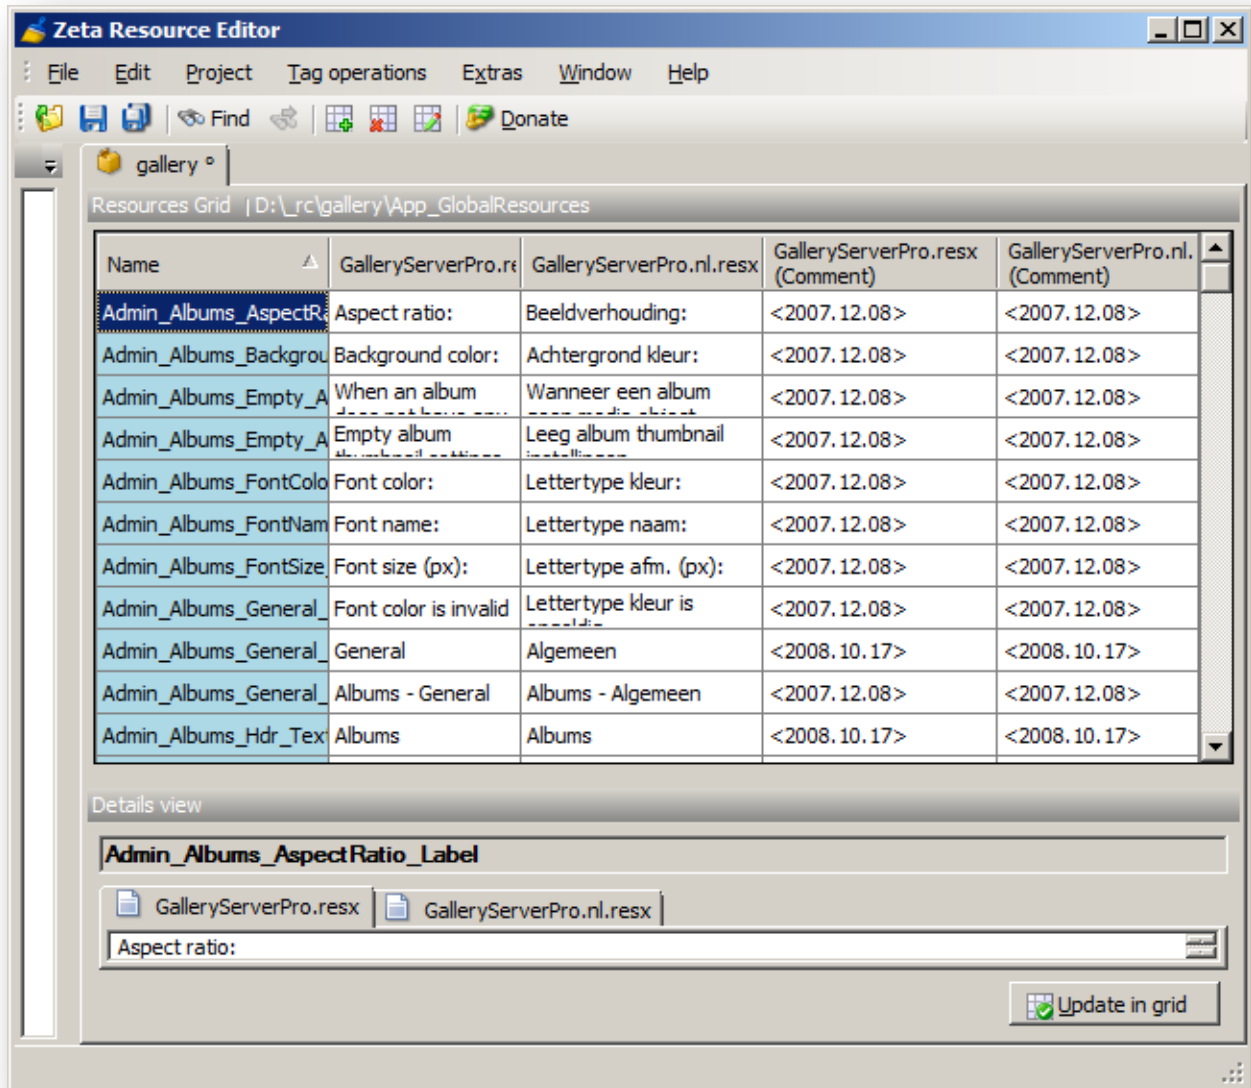 Zeta Resource Editor
File Edit Project Tag operations Extras Window Help
Find Donate
gallery °
Resources Grid | D:\_rc\gallery\App_GlobalResources
Name GalleryServerPro.re GalleryServerPro.nl.resx GalleryServerPro.resx (Comment) GalleryServerPro.nl. (Comment)
Admin_Albums_AspectRa Aspect ratio: Beeldverhouding: <2007.12.08> <2007.12.08>
Admin_Albums_Backgrou Background color: Achtergrond kleur: <2007.12.08> <2007.12.08>
Admin_Albums_Empty_A When an album Wanneer een album <2007.12.08> <2007.12.08>
Admin_Albums_Empty_A Empty album Leeg album thumbnail <2007.12.08> <2007.12.08>
Admin_Albums_FontColo Font color: Lettertype kleur: <2007.12.08> <2007.12.08>
Admin_Albums_FontNam Font name: Lettertype naam: <2007.12.08> <2007.12.08>
Admin_Albums_FontSize_ Font size (px): Lettertype afm. (px): <2007.12.08> <2007.12.08>
Admin_Albums_General_ Font color is invalid Lettertype kleur is <2007.12.08> <2007.12.08>
Admin_Albums_General_ General Algemeen <2008.10.17> <2008.10.17>
Admin_Albums_General_ Albums - General Albums - Algemeen <2007.12.08> <2007.12.08>
Admin_Albums_Hdr_Text Albums Albums <2008.10.17> <2008.10.17>
Details view
Admin_Albums_AspectRatio_Label
GalleryServerPro.resx GalleryServerPro.nl.resx
Aspect ratio:
Update in grid